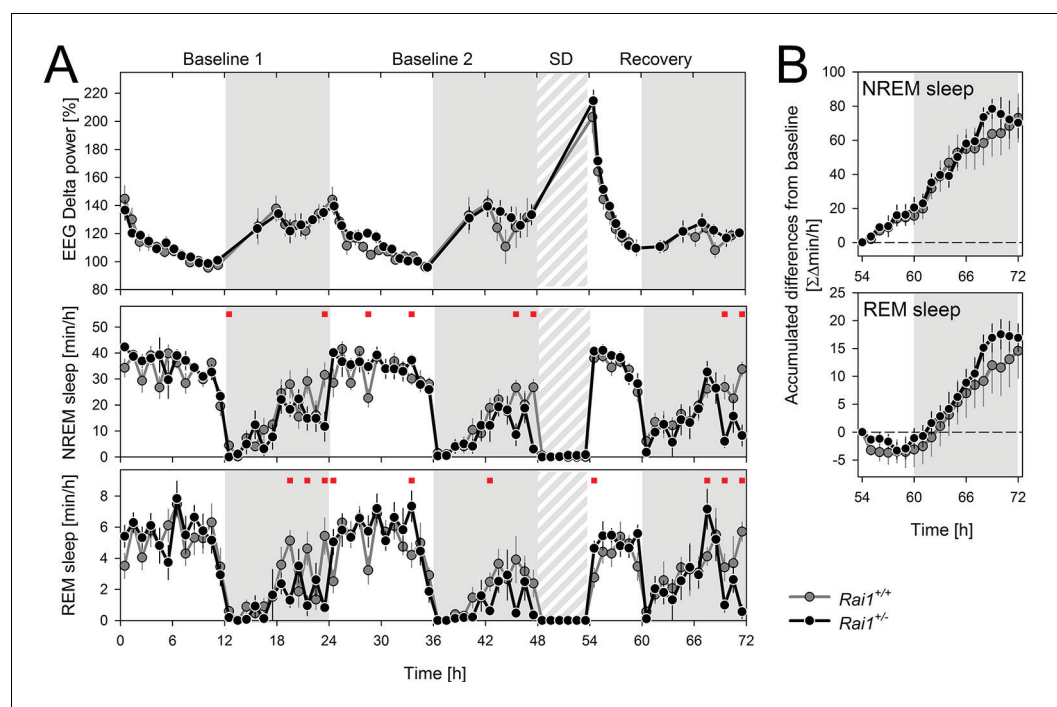 A
Baseline 1 Baseline 2 SD Recovery
EEG Delta power [%]
220
200
180
160
140
120
100
80
NREM sleep [min/h]
50
40
30
20
10
0
REM sleep [min/h]
8
6
4
2
0
0 6 12 18 24 30 36 42 48 54 60 66 72
Time [h]
B
Accumulated differences from baseline
[ΣΔmin/h]
NREM sleep
100
80
60
40
20
0
54 60 66 72
REM sleep
25
20
15
10
5
0
-5
54 60 66 72
Time [h]
Rai1+/+
Rai1+/-